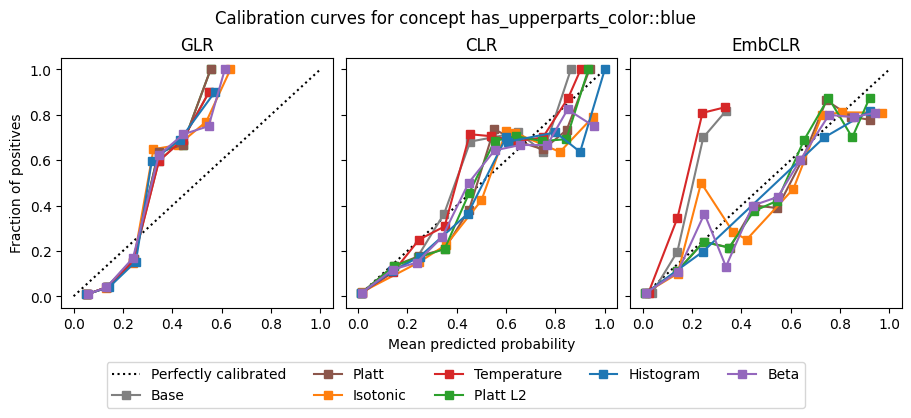 Calibration curves for concept has_upperparts_color::blue
GLR
CLR
EmbCLR
Fraction of positives
1.0
0.8
0.6
0.4
0.2
0.0
0.0 0.2 0.4 0.6 0.8 1.0
0.0 0.2 0.4 0.6 0.8 1.0
0.0 0.2 0.4 0.6 0.8 1.0
Mean predicted probability
Perfectly calibrated
Base
Platt
Isotonic
Temperature
Platt L2
Histogram
Beta